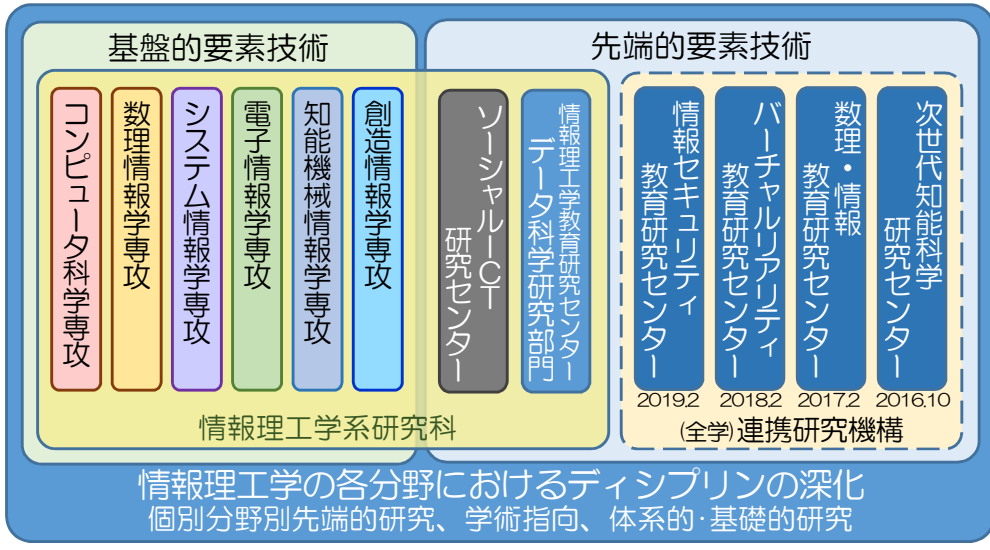 基盤的要素技術
先端的要素技術
コンピュータ科学専攻
数理情報学専攻
システム情報学専攻
電子情報学専攻
知能機械情報学専攻
創造情報学専攻
ソーシャルICT
研究センター
情報理工学教育研究センター
データ科学研究部門
情報セキュリティ
教育研究センター
バーチャルリアリティ
教育研究センター
数理・情報
教育研究センター
次世代知能科学
研究センター
2019.2
2018.2
2017.2
2016.10
情報理工学系研究科
(全学)連携研究機構
情報理工学の各分野におけるディシプリンの深化
個別分野別先端的研究、学術指向、体系的・基礎的研究